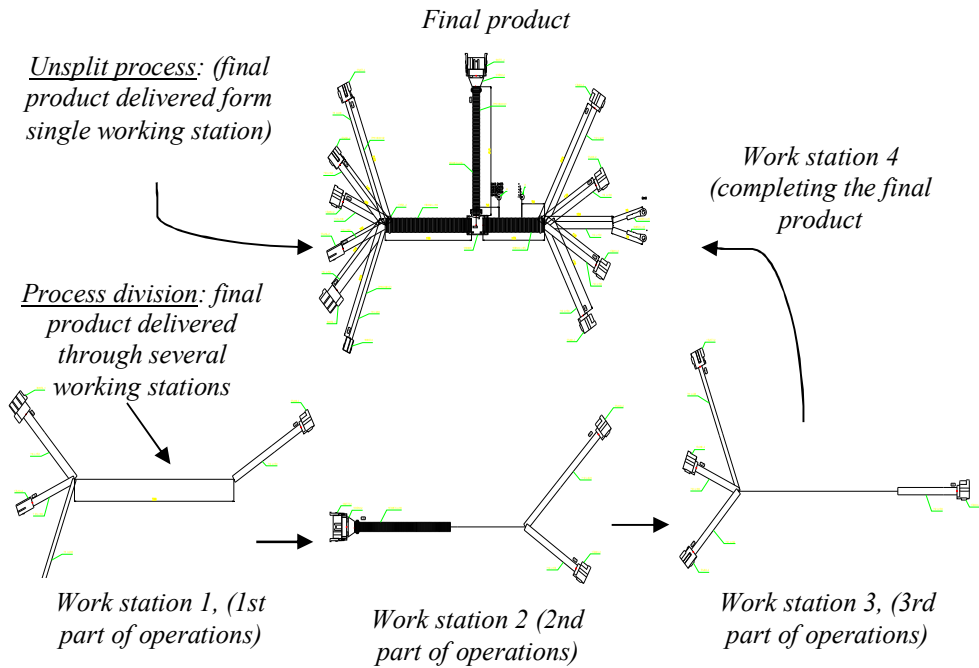 Final product
Unsplit process: (final
product delivered form
single working station)
Work station 4
(completing the final
product
Process division: final
product delivered
through several
working stations
Work station 1, (1st
part of operations)
Work station 2 (2nd
part of operations)
Work station 3, (3rd
part of operations)